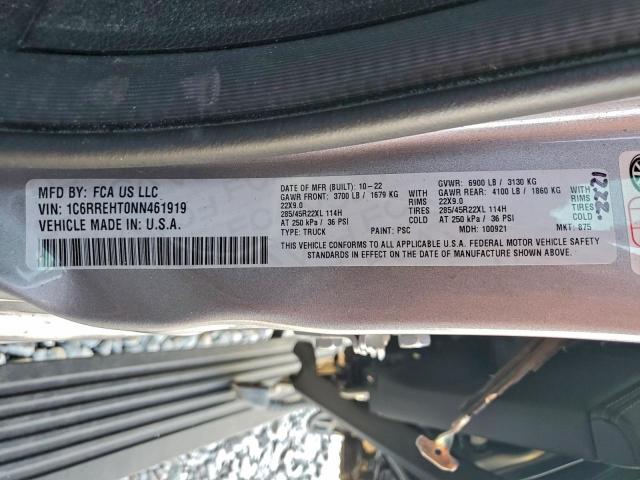 MFD BY: FCA US LLC
VIN: 1C6RREHT0NN461919
VEHICLE MADE IN: U.S.A.
DATE OF MFR (BUILT): 10-22
GAWR FRONT: 3700 LB / 1679 KG
22X9.0 RIMS
285/45R22XL 114H TIRES
AT 250 kPa / 36 PSI COLD
TYPE: TRUCK PAINT: PSC
GVWR: 6900 LB / 3130 KG
GAWR REAR: 4100 LB / 1860 KG
22X9.0 RIMS
285/45R22XL 114H TIRES
AT 250 kPa / 36 PSI COLD
MDH: 100921 MKT: 875
THIS VEHICLE CONFORMS TO ALL APPLICABLE U.S.A. FEDERAL MOTOR VEHICLE SAFETY
STANDARDS IN EFFECT ON THE DATE OF MANUFACTURE SHOWN ABOVE.